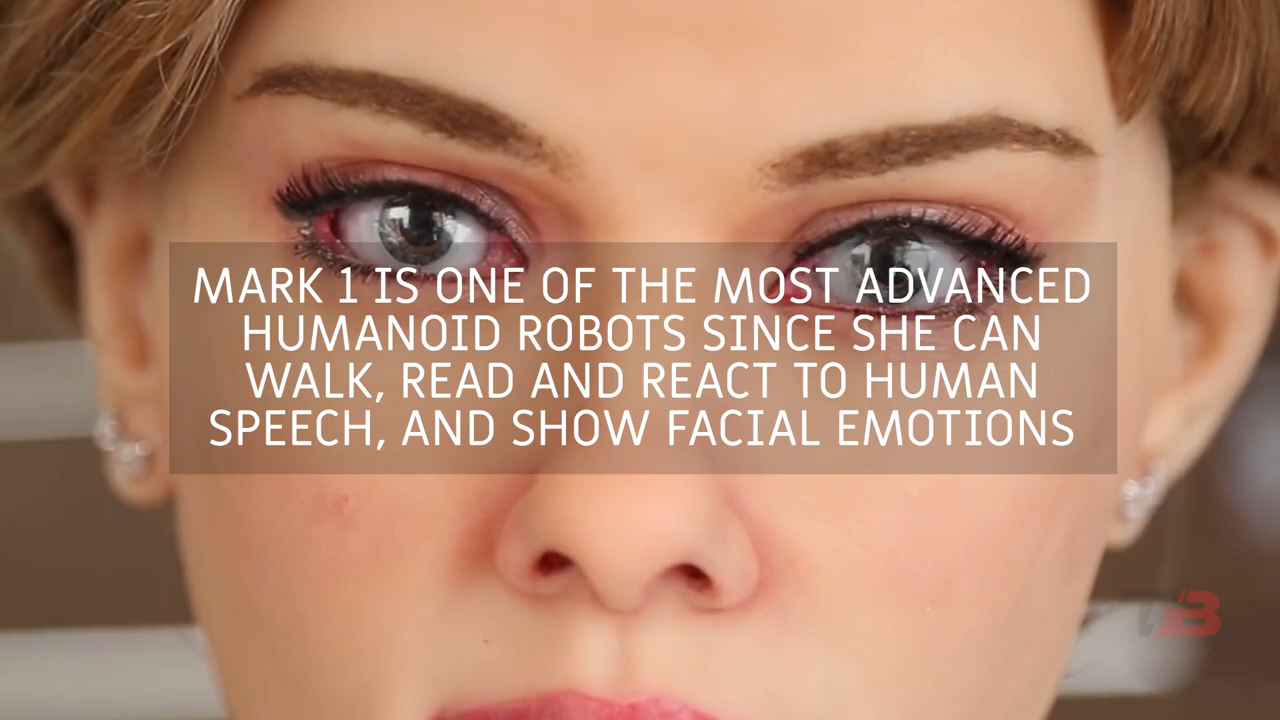 MARK 1 IS ONE OF THE MOST ADVANCED
HUMANOID ROBOTS SINCE SHE CAN
WALK, READ AND REACT TO HUMAN
SPEECH, AND SHOW FACIAL EMOTIONS